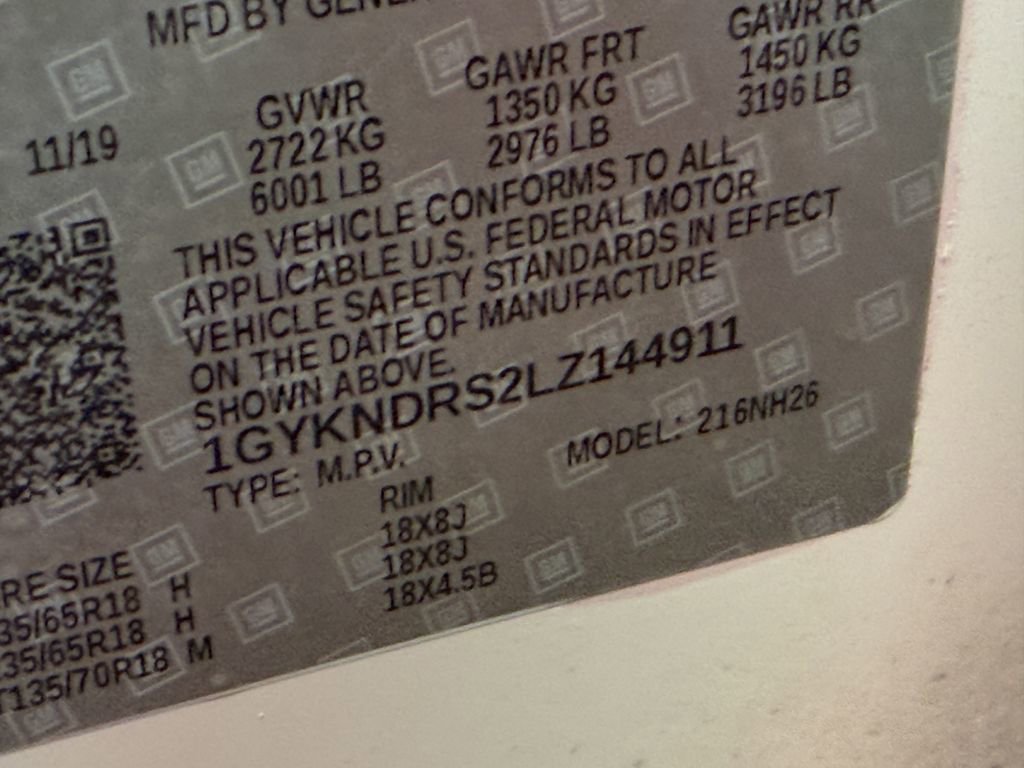 MFD BY GENER
11/19
GVWR
2722 KG
6001 LB
GAWR FRT
1350 KG
2976 LB
GAWR RR
1450 KG
3196 LB
THIS VEHICLE CONFORMS TO ALL
APPLICABLE U.S. FEDERAL MOTOR
VEHICLE SAFETY STANDARDS IN EFFECT
ON THE DATE OF MANUFACTURE
SHOWN ABOVE.
1GYKNDRS2LZ144911
TYPE: M.P.V.
MODEL: 216NH26
RE SIZE
35/65R18 H
35/65R18 H
T135/70R18 M
RIM
18X8J
18X8J
18X4.5B